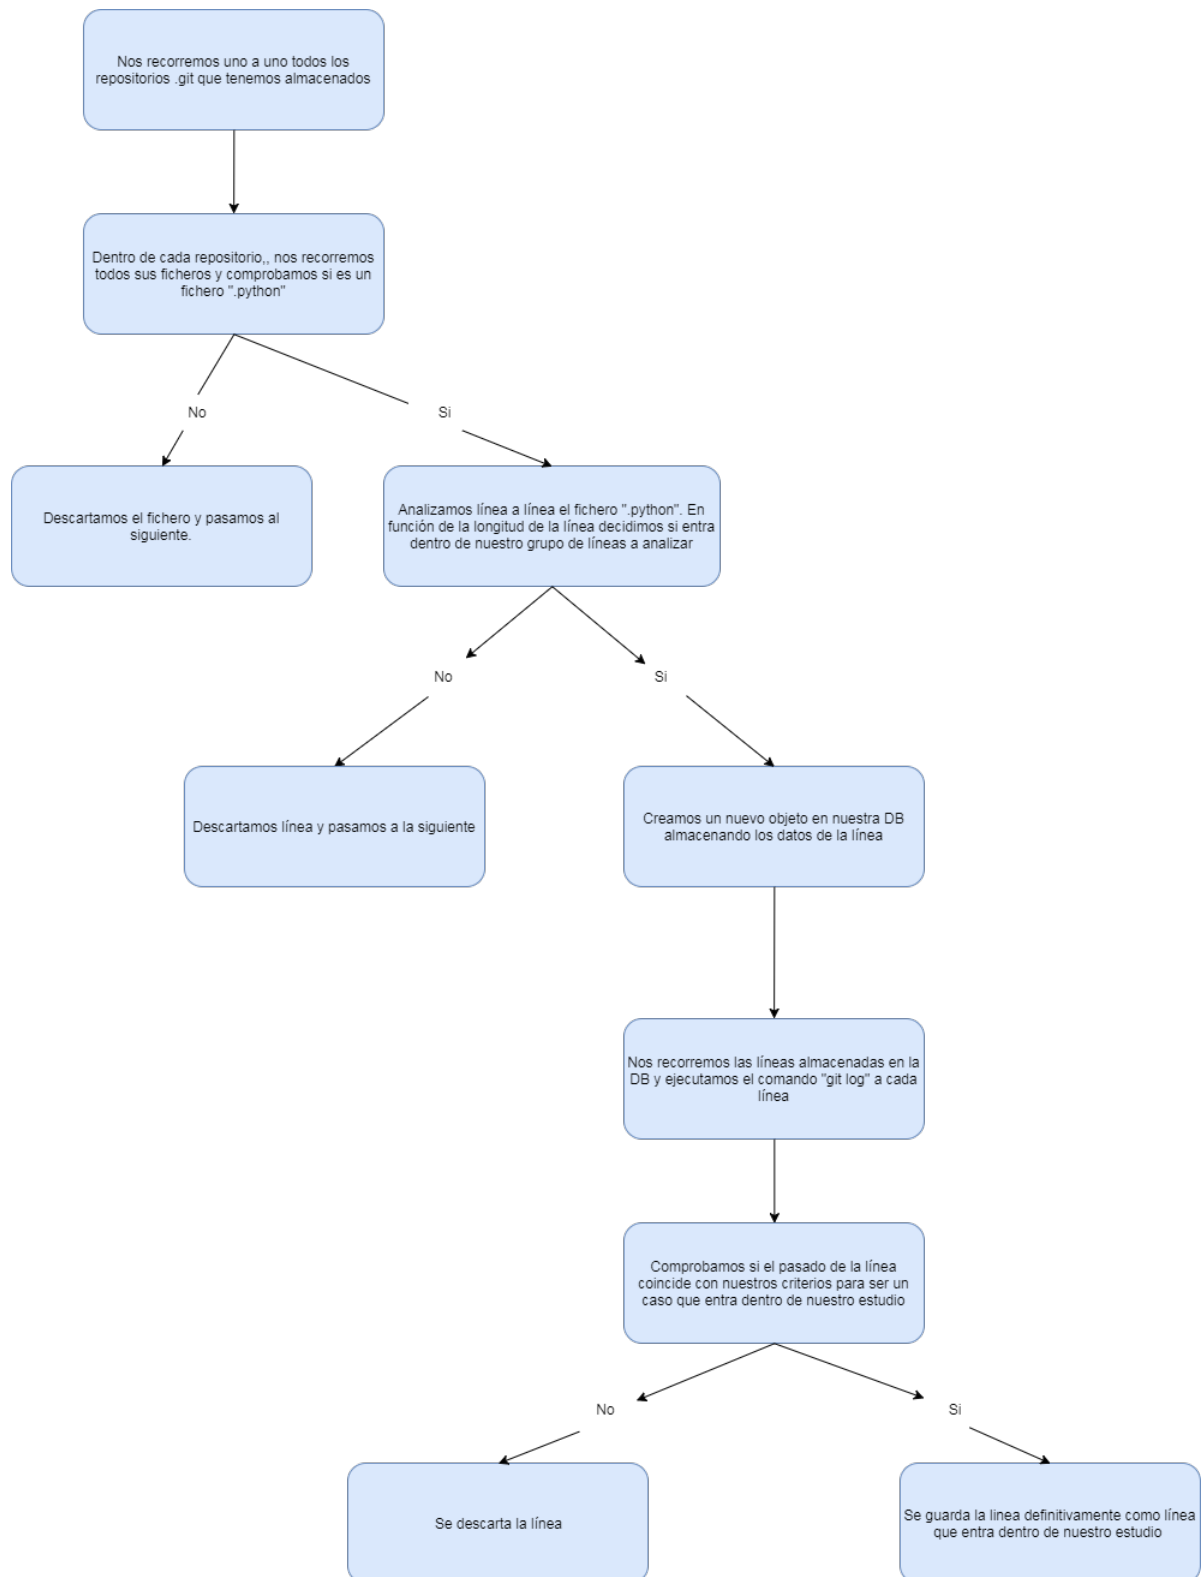 Nos recorremos uno a uno todos los
repositorios .git que tenemos almacenados
Dentro de cada repositorio,, nos recorremos
todos sus ficheros y comprobamos si es un
fichero ".python"
No
Si
Descartamos el fichero y pasamos al
siguiente.
Analizamos línea a línea el fichero ".python". En
función de la longitud de la línea decidimos si entra
dentro de nuestro grupo de líneas a analizar
No
Si
Descartamos línea y pasamos a la siguiente
Creamos un nuevo objeto en nuestra DB
almacenando los datos de la línea
Nos recorremos las líneas almacenadas en la
DB y ejecutamos el comando "git log" a cada
línea
Comprobamos si el pasado de la línea
coincide con nuestros criterios para ser un
caso que entra dentro de nuestro estudio
No
Si
Se descarta la línea
Se guarda la linea definitivamente como línea
que entra dentro de nuestro estudio